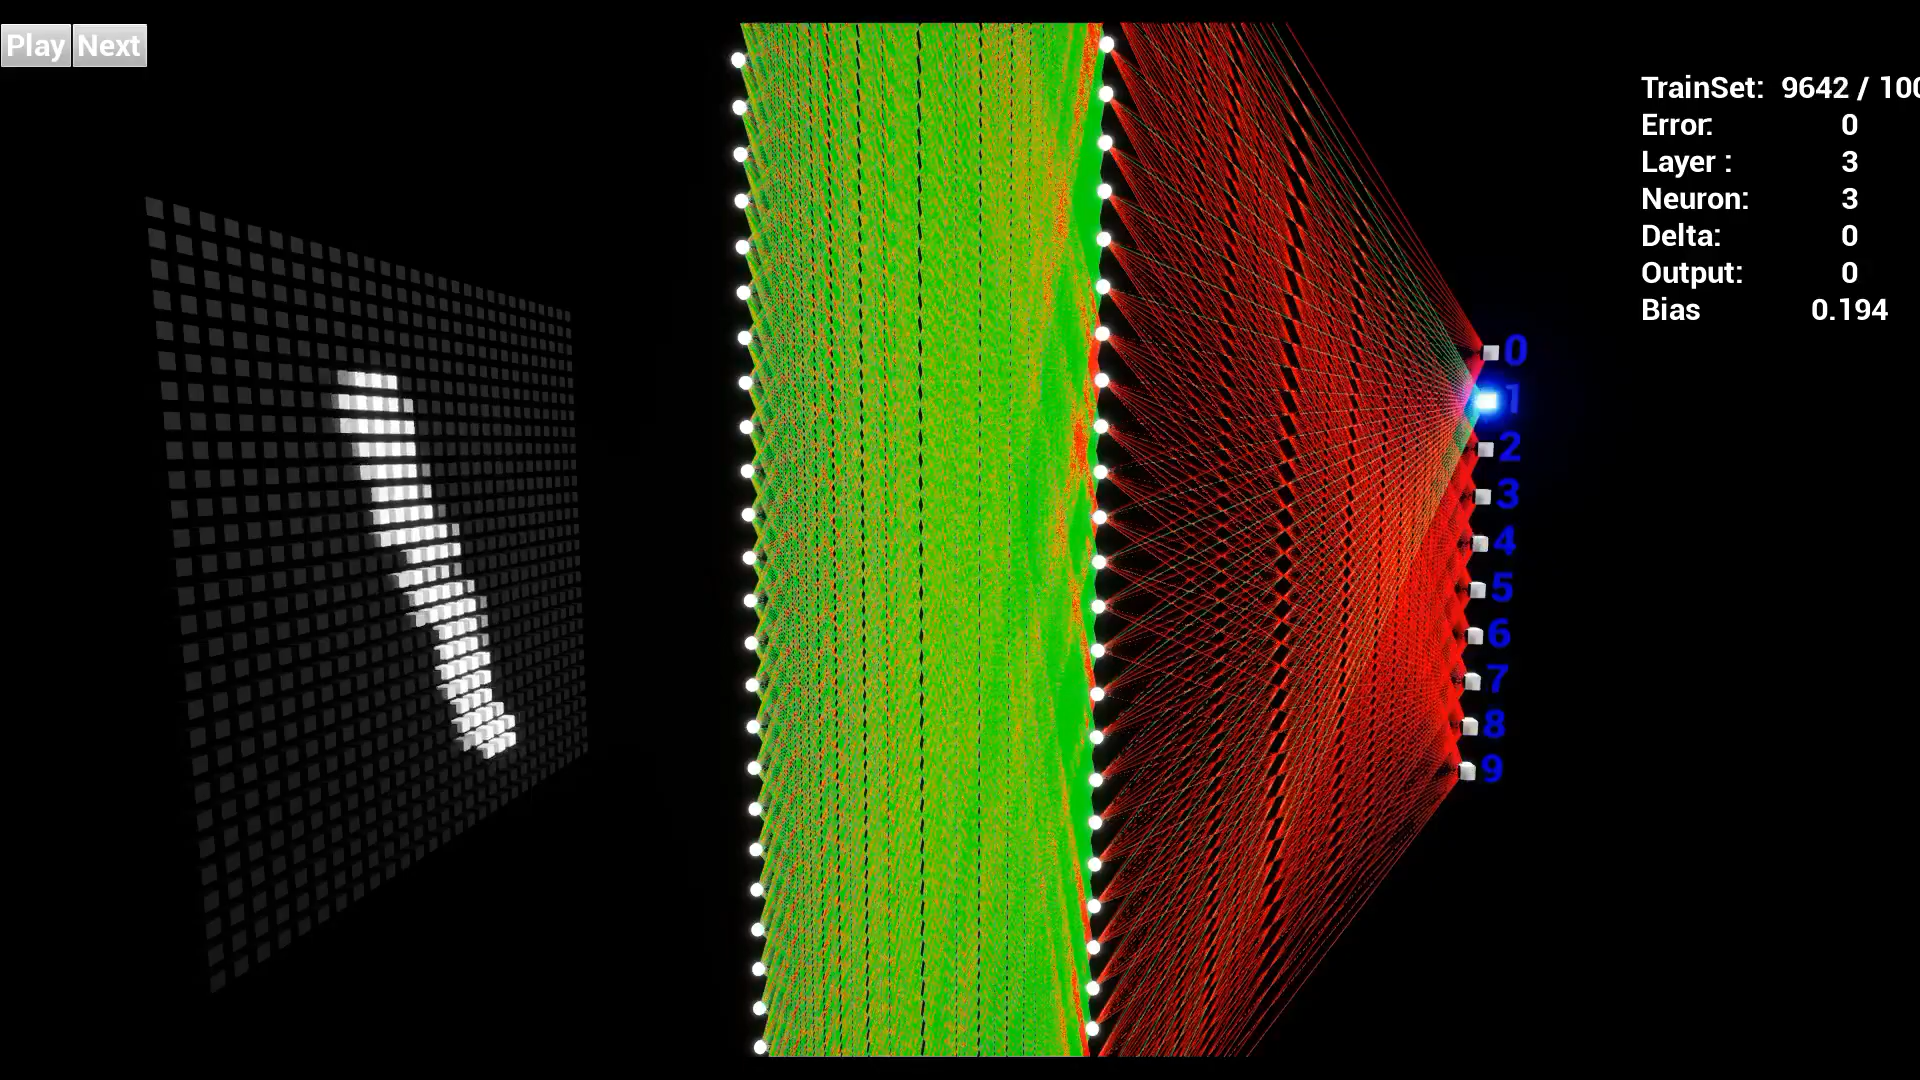 Play Next
TrainSet: 9642 / 100
Error: 0
Layer : 3
Neuron: 3
Delta: 0
Output: 0
Bias 0.194
0
1
2
3
4
5
6
7
8
9